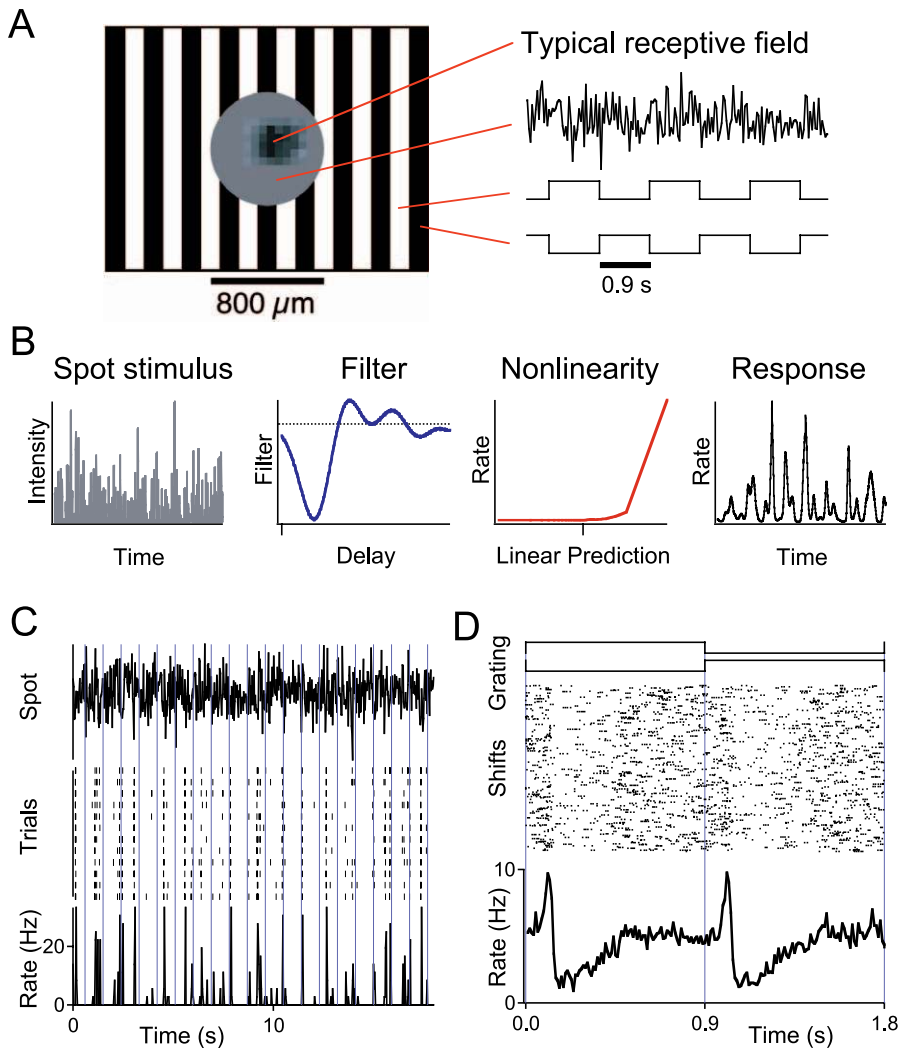 A
Typical receptive field
0.9 s
800 µm
B
Spot stimulus
Filter
Nonlinearity
Response
Intensity
Filter
Rate
Rate
Time
Delay
Linear Prediction
Time
C
Spot
Trials
Rate (Hz)
20
0
0
10
Time (s)
D
Grating
Shifts
Rate (Hz)
10
0
0.0
0.9
1.8
Time (s)